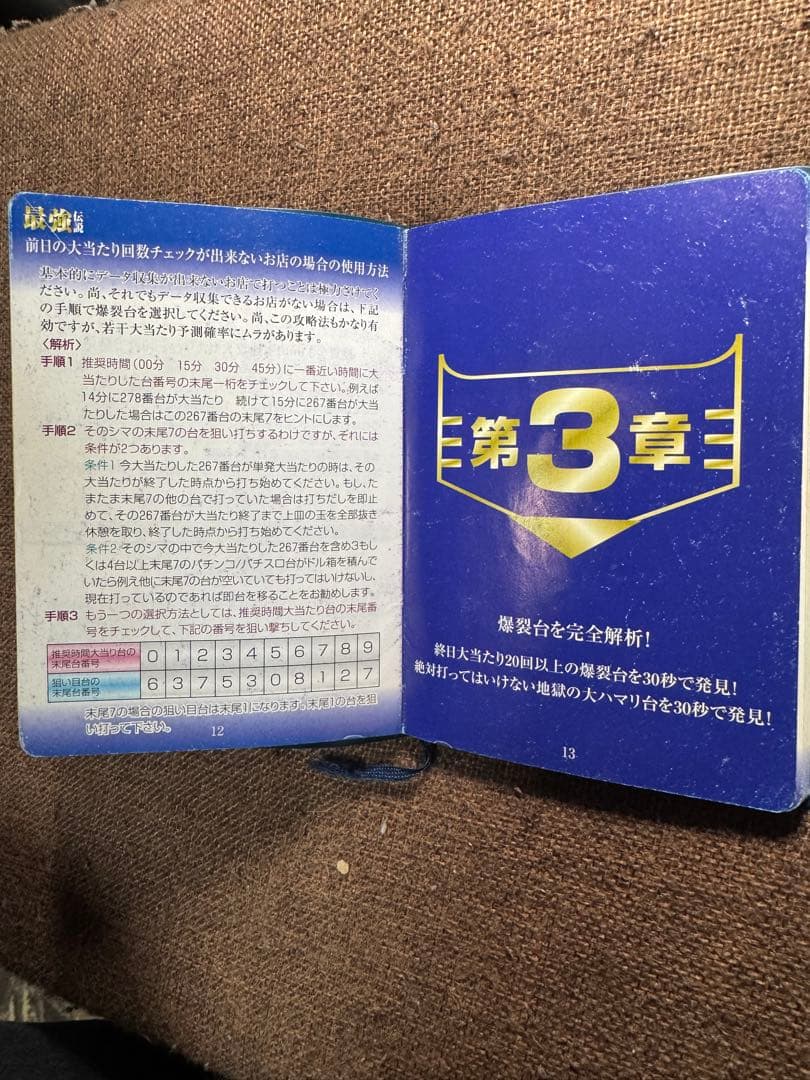 最強伝説
前日の大当たり回数チェックが出来ないお店の場合の使用方法
基本的にデータ収集が出来ないお店で打つことは極力さけてく
ださい。尚、それでもデータ収集できるお店がない場合は、下記
の手順で爆裂台を選択してください。尚、この攻略法もかなり有
効ですが、若干大当たり予測確率にムラがあります。
〈解析〉
手順1 推奨時間(00分 15分 30分 45分)に一番近い時間に大
当たりした台番号の末尾一桁をチェックして下さい。例えば
14分に278番台が大当たり 続けて15分に267番台が大当
たりした場合はこの267番台の末尾7をヒントにします。
手順2 そのシマの末尾7の台を狙い打ちするわけですが、それには
条件が2つあります。
条件1 今大当たりした267番台が単発大当たりの時は、その
大当たりが終了した時点から打ち始めてください。もし、た
またま末尾7の他の台で打っていた場合は打ちだしを即止
めて、その267番台が大当たり終了まで上皿の玉を全部抜き
休憩を取り、終了した時点から打ち始めてください。
条件2 そのシマの中で今大当たりした267番台を含め3もし
くは4台以上末尾7のパチンコ/パチスロ台がドル箱を積んで
いたら例え他に末尾7の台が空いていても打ってはいけないし、
現在打っているのであれば即台を移ることをお勧めします。
手順3 もう一つの選択方法としては、推奨時間大当たり台の末尾番
号をチェックして、下記の番号を狙い撃ちしてください。
推奨時間大当り台の末尾台番号 0 1 2 3 4 5 6 7 8 9
狙い目台の末尾台番号 6 3 7 5 3 0 8 1 2 7
末尾7の場合の狙い目台は末尾1になります。末尾1の台を狙
い打って下さい。
12
第3章
爆裂台を完全解析!
終日大当たり20回以上の爆裂台を30秒で発見!
絶対打ってはいけない地獄の大ハマリ台を30秒で発見!
13